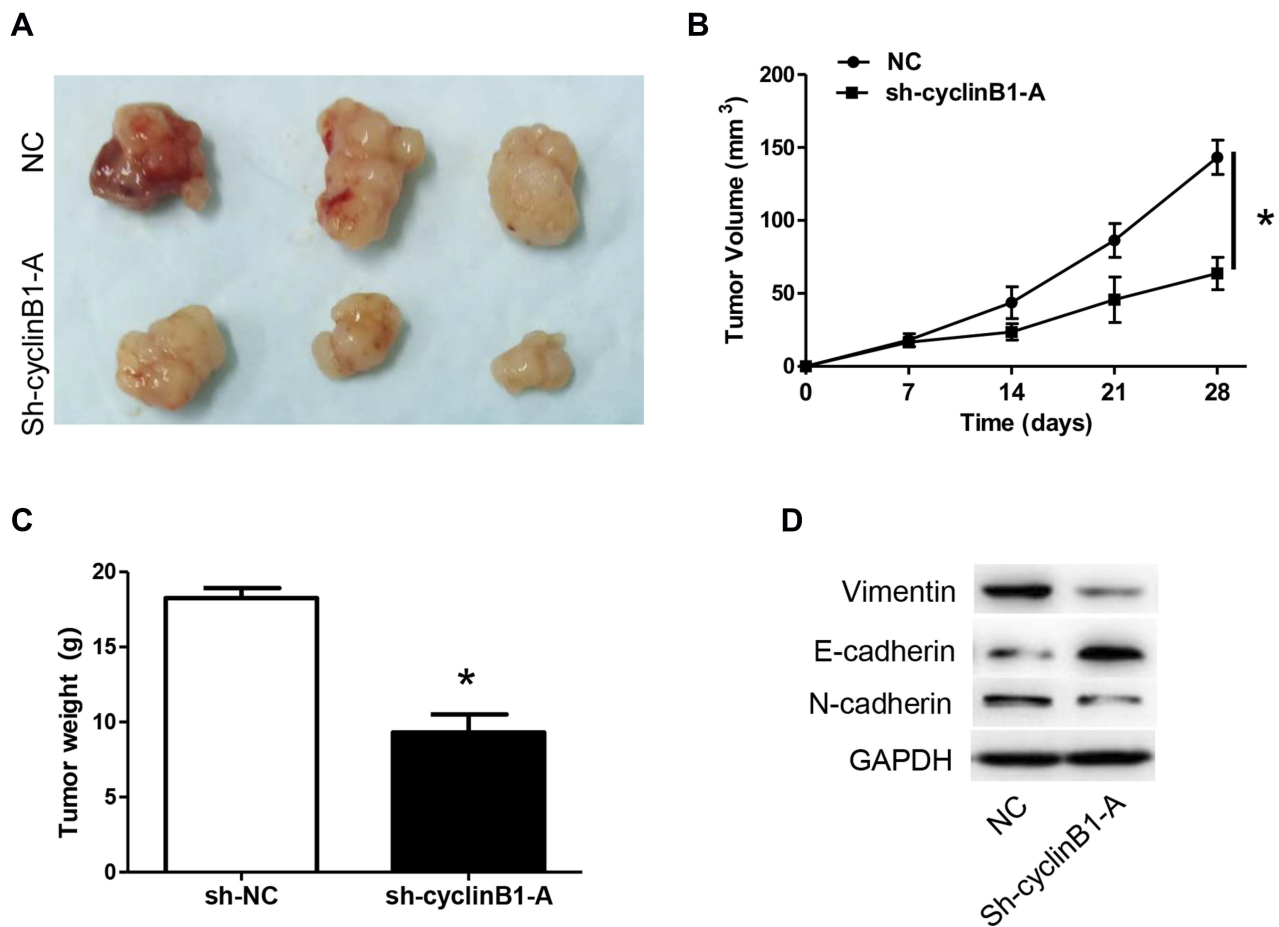 A
NC
Sh-cyclinB1-A
B
NC
sh-cyclinB1-A
Tumor Volume (mm³)
200
150
100
50
0
0 7 14 21 28
Time (days)
*
C
Tumor weight (g)
20
15
10
5
0
*
sh-NC sh-cyclinB1-A
D
Vimentin
E-cadherin
N-cadherin
GAPDH
NC
Sh-cyclinB1-A